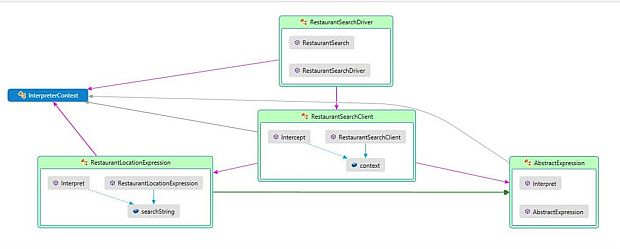 RestaurantSearchDriver
RestaurantSearch
RestaurantSearchDriver
InterpreterContext
RestaurantSearchClient
Intercept
RestaurantSearchClient
context
RestaurantLocationExpression
Interpret
RestaurantLocationExpression
searchString
AbstractExpression
Interpret
AbstractExpression